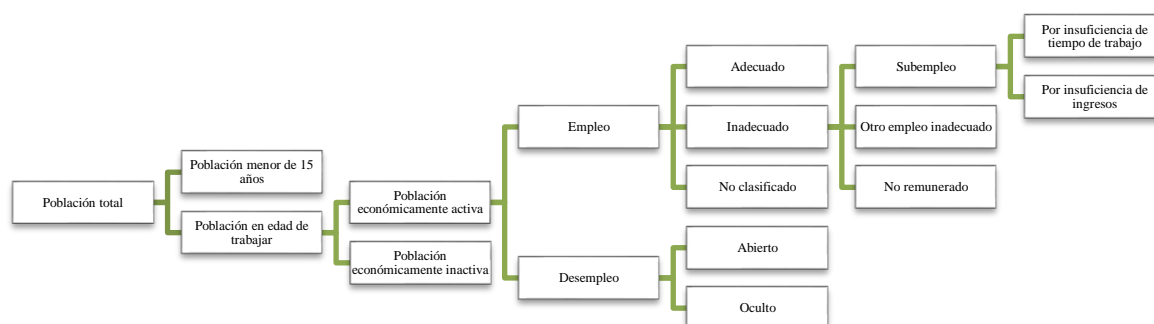 Población total
Población menor de 15
años
Población en edad de
trabajar
Población
económicamente activa
Población
económicamente inactiva
Empleo
Desempleo
Adecuado
Inadecuado
No clasificado
Abierto
Oculto
Subempleo
Otro empleo inadecuado
No remunerado
Por insuficiencia de
tiempo de trabajo
Por insuficiencia de
ingresos